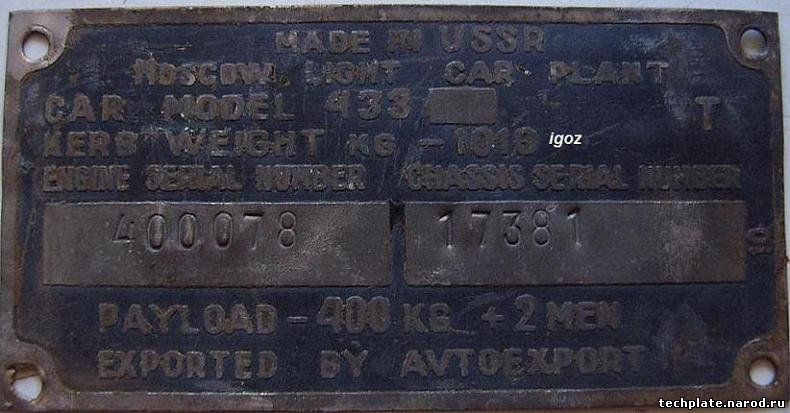 MADE IN USSR
MOSCOW LIGHT CAR PLANT
CAR MODEL 433 T
KERB WEIGHT KG - 1010 igoz
ENGINE SERIAL NUMBER CHASSIS SERIAL NUMBER
400078 17381
PAYLOAD - 400 KG + 2 MEN
EXPORTED BY AVTOEXPORT
techplate.narod.ru